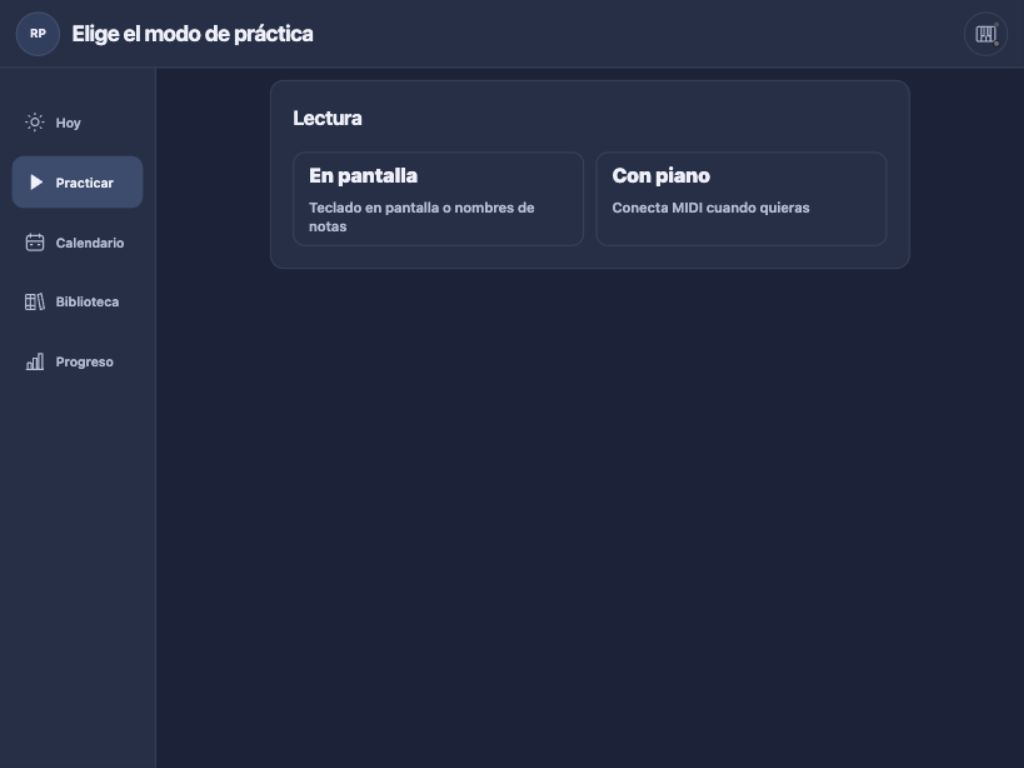 RP
Elige el modo de práctica
Hoy
Practicar
Calendario
Biblioteca
Progreso
Lectura
En pantalla
Teclado en pantalla o nombres de
notas
Con piano
Conecta MIDI cuando quieras